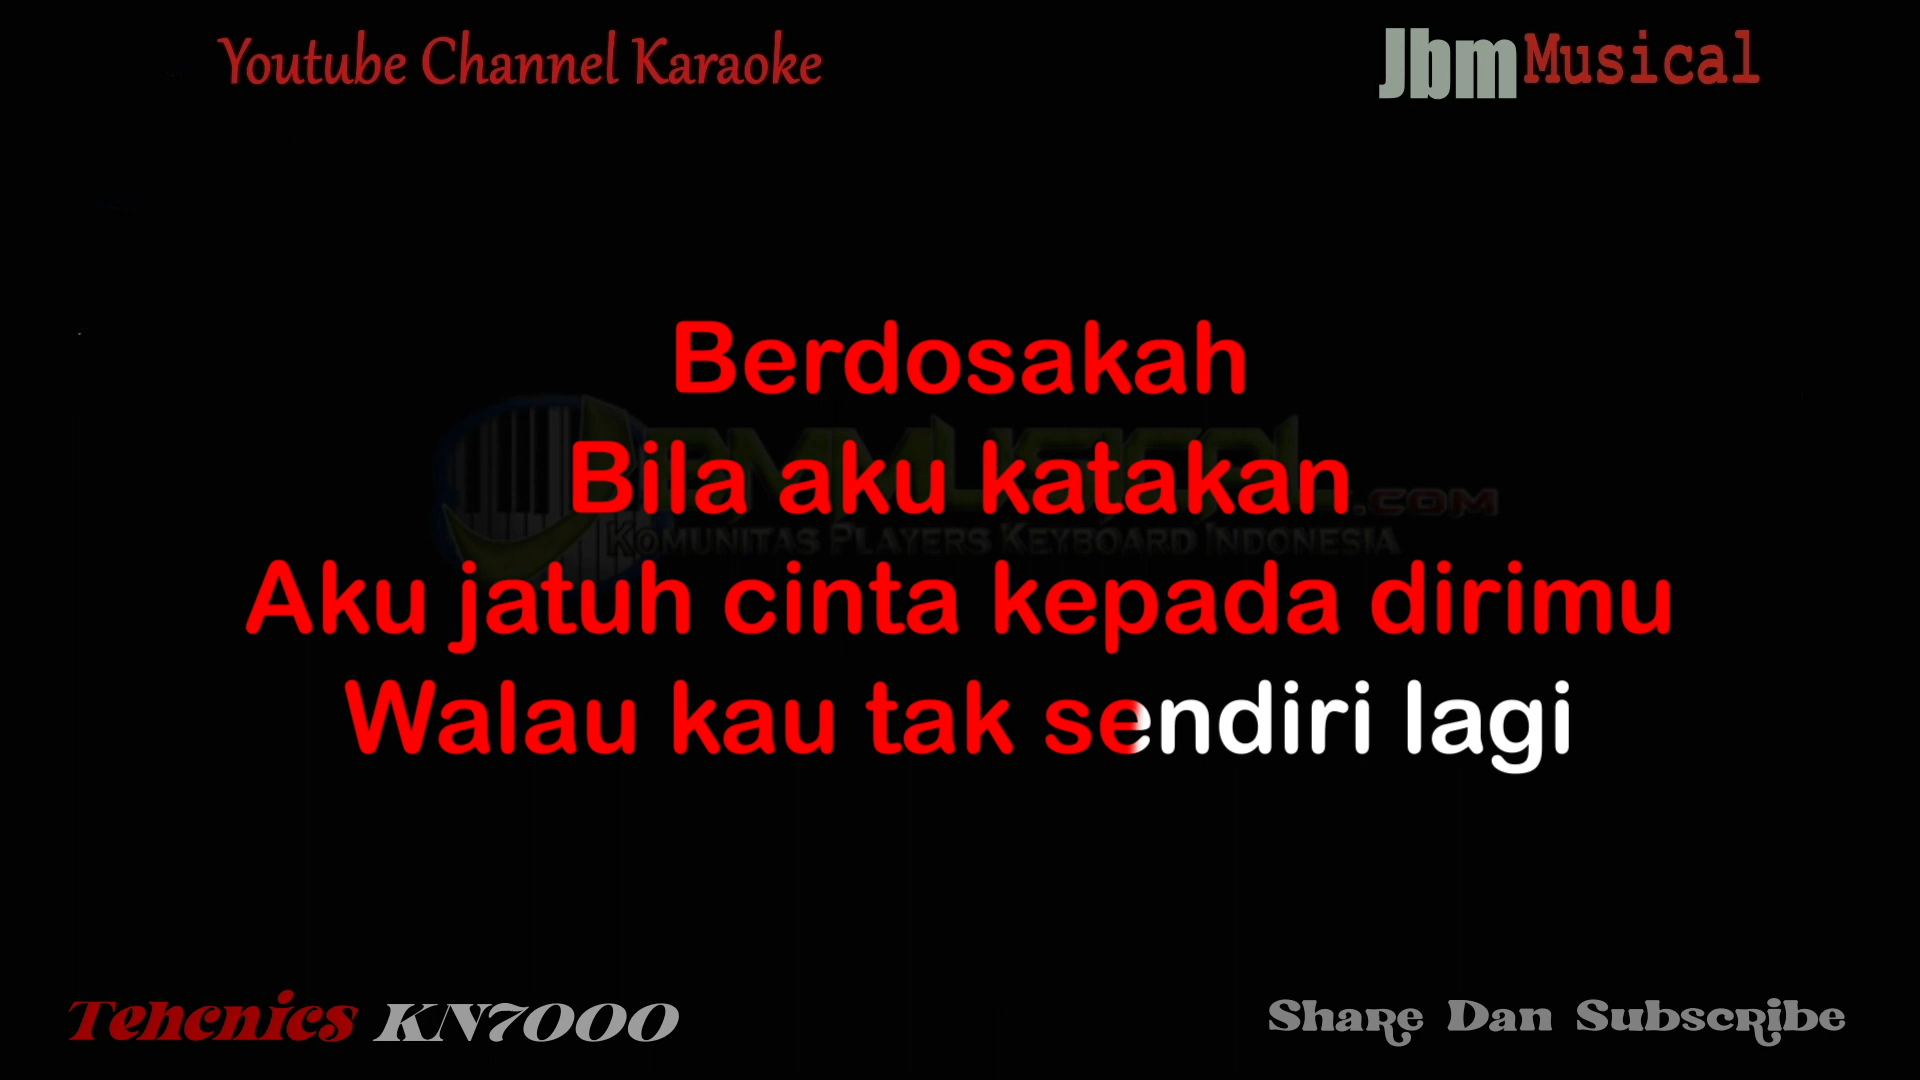 Youtube Channel Karaoke
JbmMusical
Berdosakah
Bila aku katakan
.COM
KOMUNITAS PLAYERS KEYBOARD INDONESIA
Aku jatuh cinta kepada dirimu
Walau kau tak sendiri lagi
Tehcnics KN7000
Share Dan Subscribe